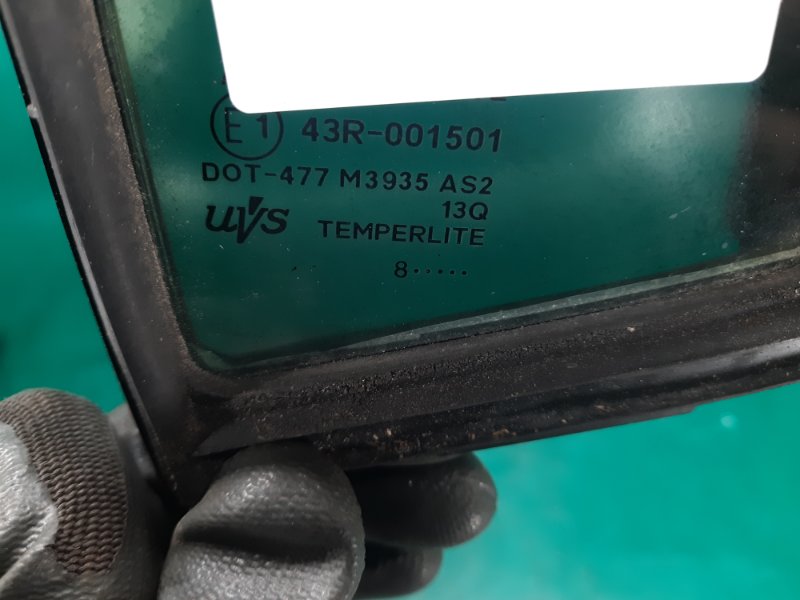 E1 43R-001501
DOT-477 M3935 AS2
13Q
uVs TEMPERLITE
8·····